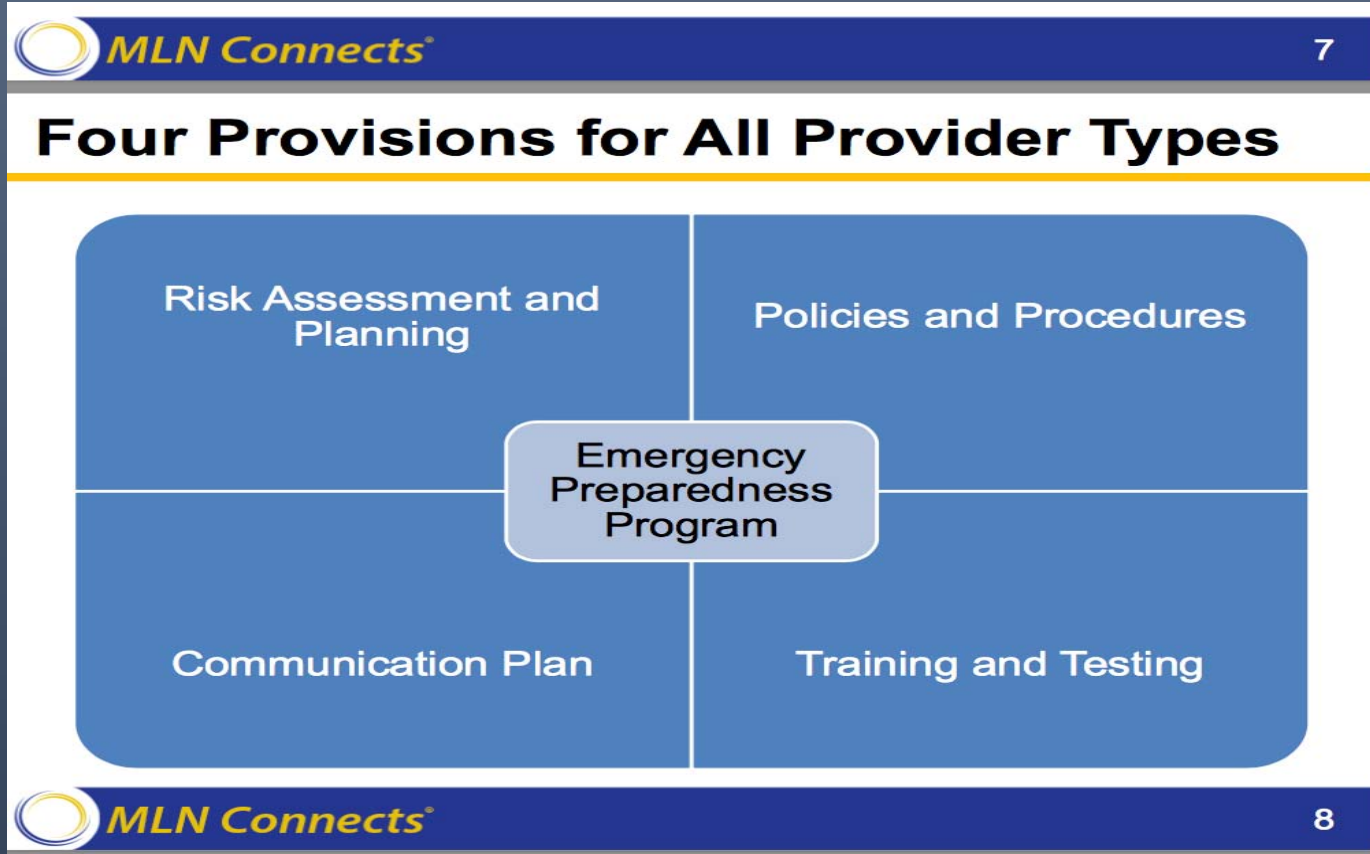 MLN Connects®
7
Four Provisions for All Provider Types
Risk Assessment and
Planning
Policies and Procedures
Emergency
Preparedness
Program
Communication Plan
Training and Testing
MLN Connects®
8